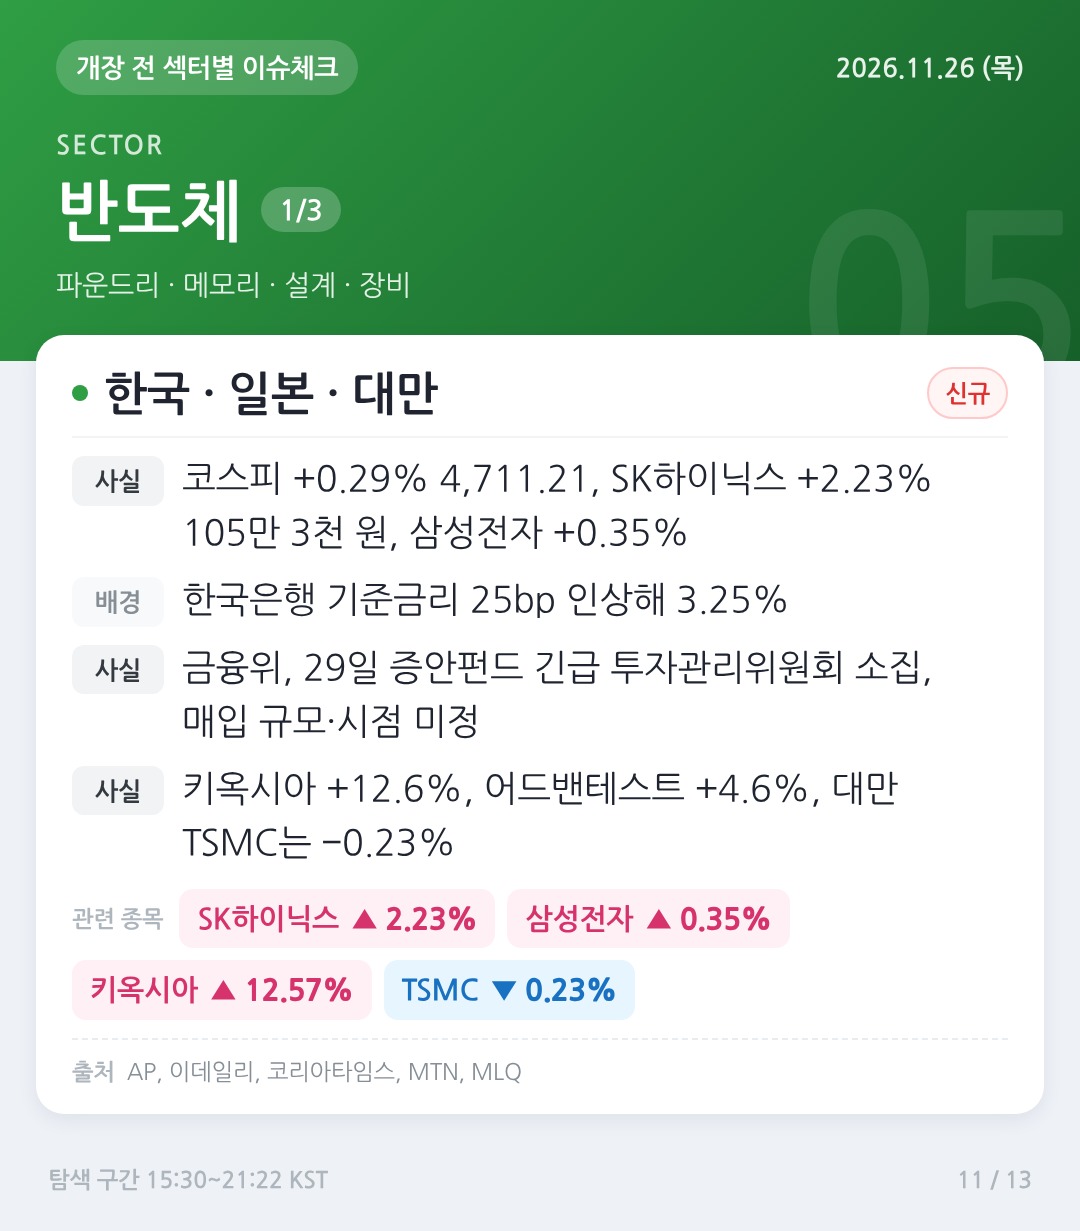 개장 전 섹터별 이슈체크
2026.11.26 (목)
SECTOR
반도체 1/3
파운드리 · 메모리 · 설계 · 장비
05
한국 · 일본 · 대만
신규
사실 코스피 +0.29% 4,711.21, SK하이닉스 +2.23%
105만 3천 원, 삼성전자 +0.35%
배경 한국은행 기준금리 25bp 인상해 3.25%
사실 금융위, 29일 증안펀드 긴급 투자관리위원회 소집,
매입 규모·시점 미정
사실 키옥시아 +12.6%, 어드밴테스트 +4.6%, 대만
TSMC는 −0.23%
관련 종목 SK하이닉스 ▲ 2.23% 삼성전자 ▲ 0.35%
키옥시아 ▲ 12.57% TSMC ▼ 0.23%
출처 AP, 이데일리, 코리아타임스, MTN, MLQ
탐색 구간 15:30~21:22 KST
11 / 13